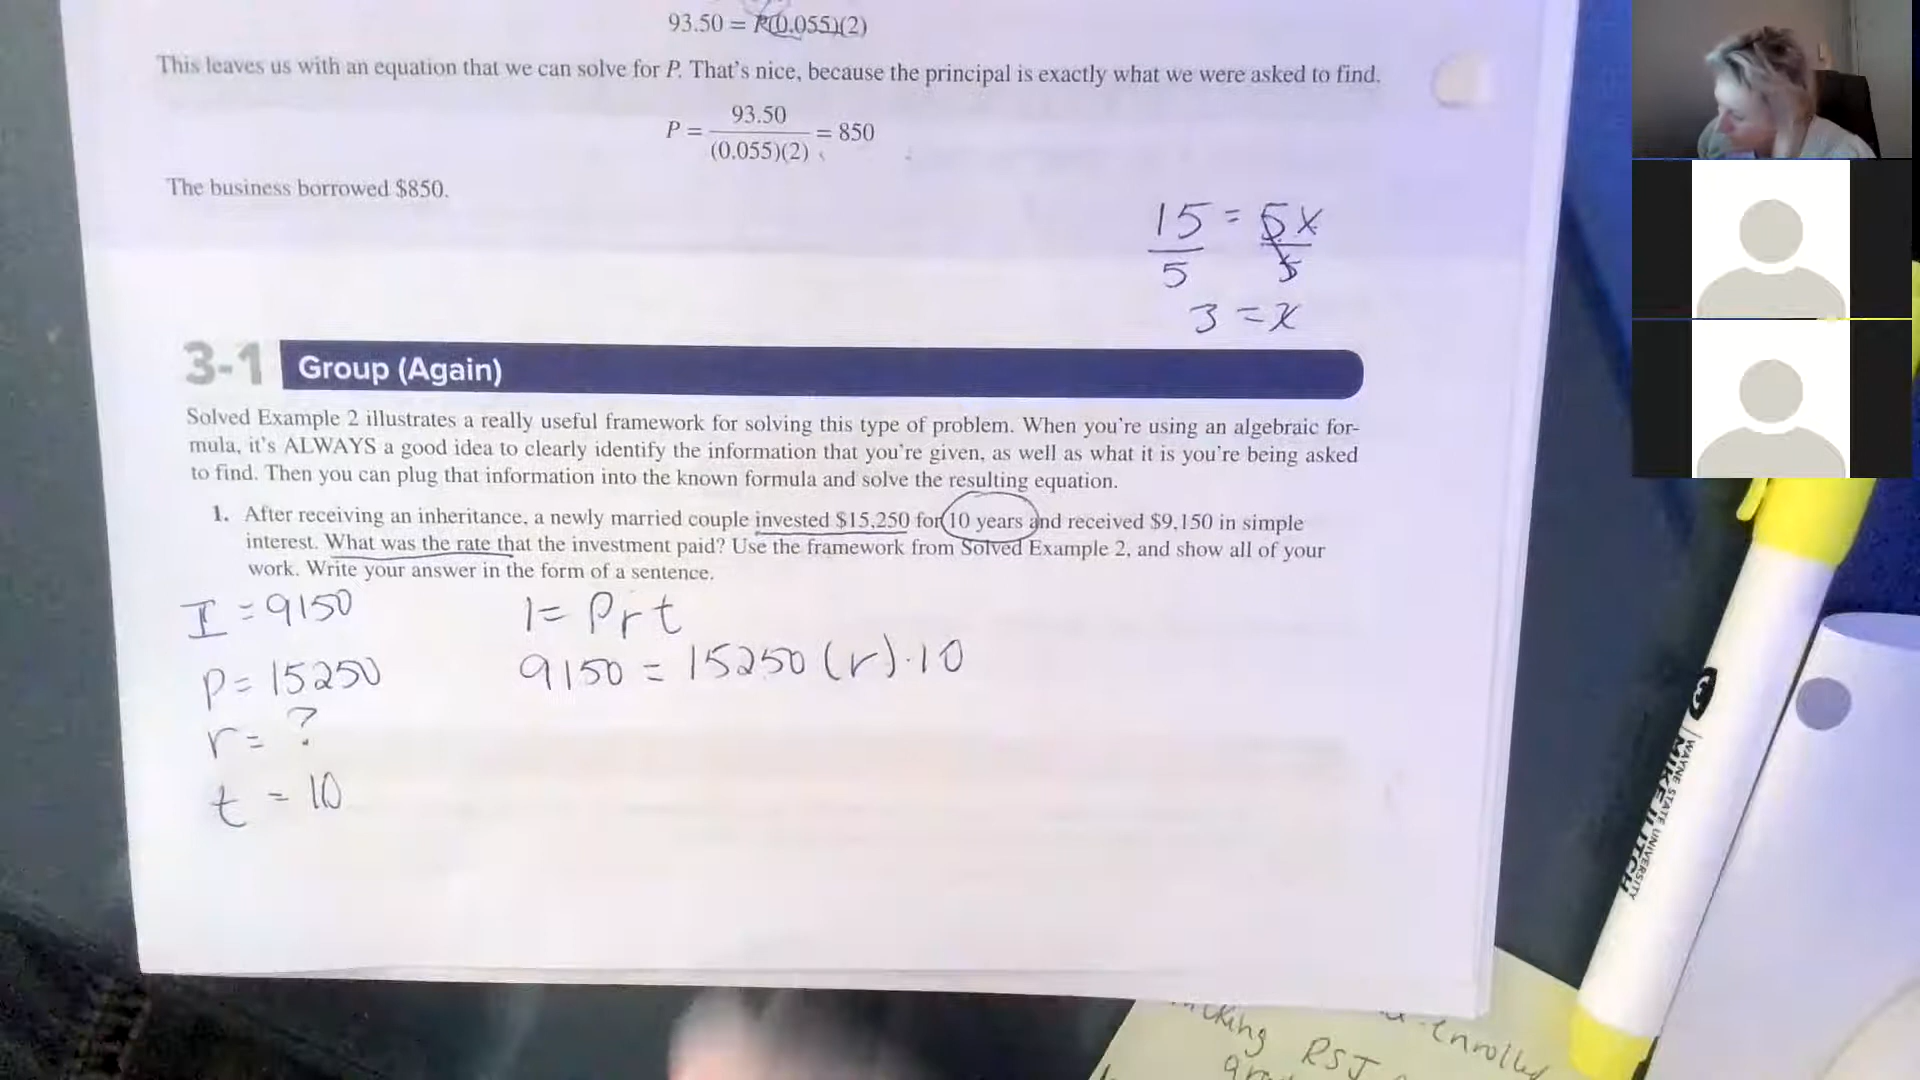 93.50 = P(0.055)(2)
This leaves us with an equation that we can solve for P. That's nice, because the principal is exactly what we were asked to find.
P = 93.50 / (0.055)(2) = 850
The business borrowed $850.
15 = 5x
5 5
3 = x
3-1 Group (Again)
Solved Example 2 illustrates a really useful framework for solving this type of problem. When you're using an algebraic for-
mula, it's ALWAYS a good idea to clearly identify the information that you're given, as well as what it is you're being asked
to find. Then you can plug that information into the known formula and solve the resulting equation.
1. After receiving an inheritance, a newly married couple invested $15,250 for 10 years and received $9,150 in simple
interest. What was the rate that the investment paid? Use the framework from Solved Example 2, and show all of your
work. Write your answer in the form of a sentence.
I = 9150
P = 15250
r = ?
t = 10
I = Prt
9150 = 15250 (r) · 10
WAYNE STATE UNIVERSITY
MIKE ILITCH
enrolled
RSJ